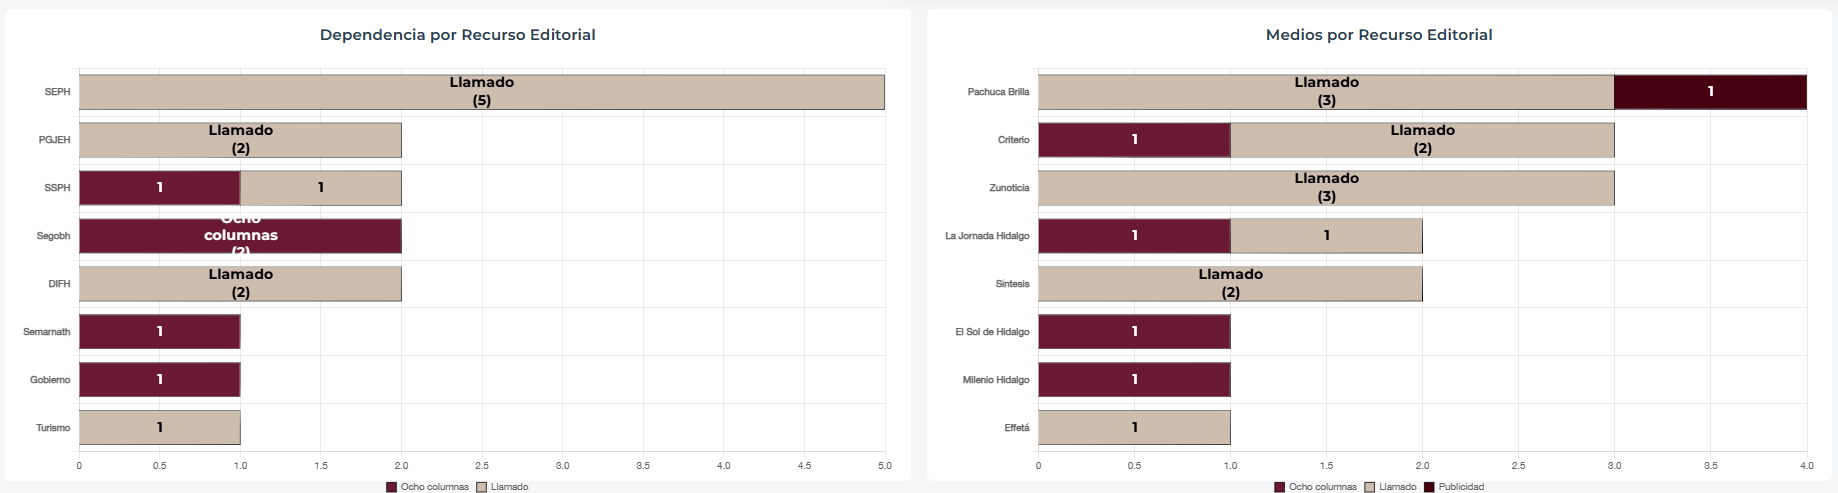 Dependencia por Recurso Editorial
SEPH
Llamado
(5)
PGJEH
Llamado
(2)
SSPH
1
1
Segobh
Ocho
columnas
(2)
DIFH
Llamado
(2)
Semarnath
1
Gobierno
1
Turismo
1
0 0.5 1.0 1.5 2.0 2.5 3.0 3.5 4.0 4.5 5.0
Ocho columnas Llamado
Medios por Recurso Editorial
Pachuca Brilla
Llamado
(3)
1
Criterio
1
Llamado
(2)
Zunoticia
Llamado
(3)
La Jornada Hidalgo
1
1
Síntesis
Llamado
(2)
El Sol de Hidalgo
1
Milenio Hidalgo
1
Effetá
1
0 0.5 1.0 1.5 2.0 2.5 3.0 3.5 4.0
Ocho columnas Llamado Publicidad